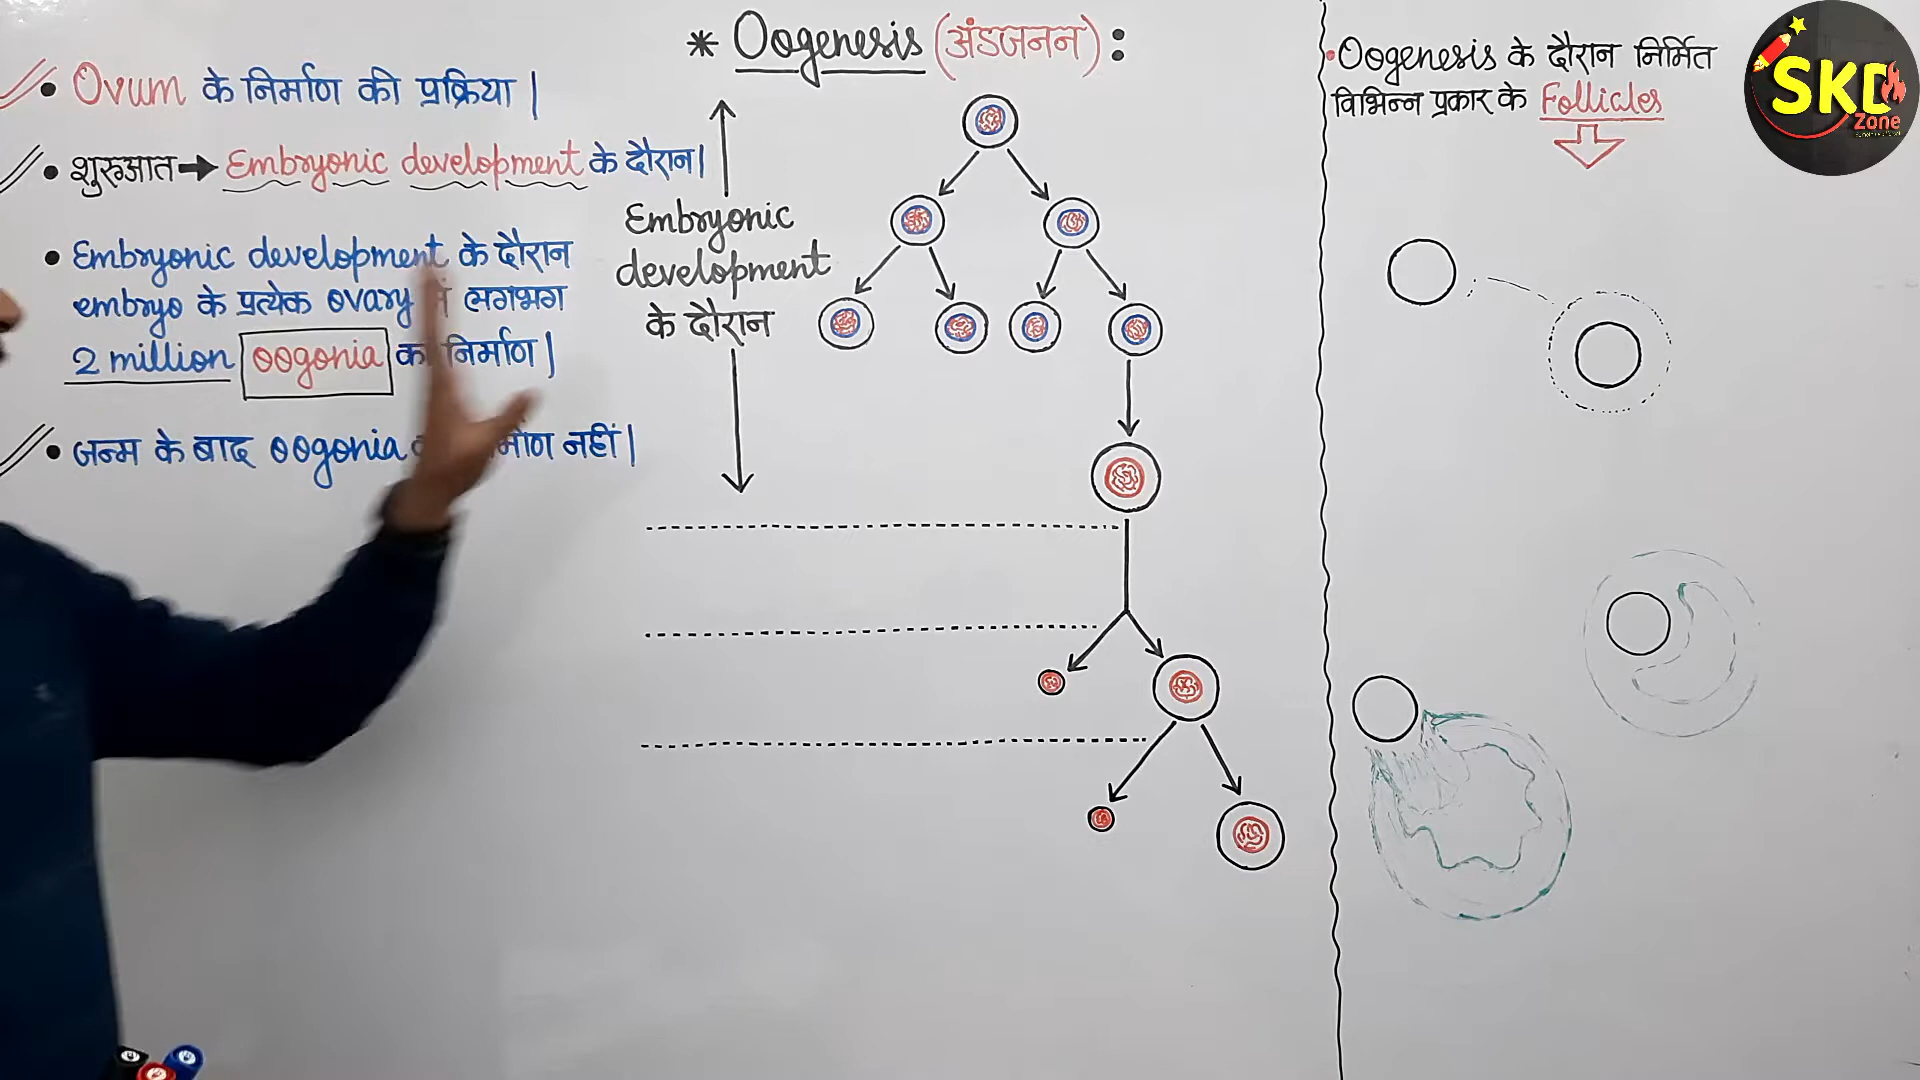 * Oogenesis (अंडजनन) :
• Ovum के निर्माण की प्रक्रिया |
• शुरुआत → Embryonic development के दौरान|
• Embryonic development के दौरान
embryo के प्रत्येक ovary लगभग
2 million oogonia का निर्माण |
• जन्म के बाद oogonia नहीं |
Embryonic
development
के दौरान
• Oogenesis के दौरान निर्मित
विभिन्न प्रकार के Follicles
SKD
Zone